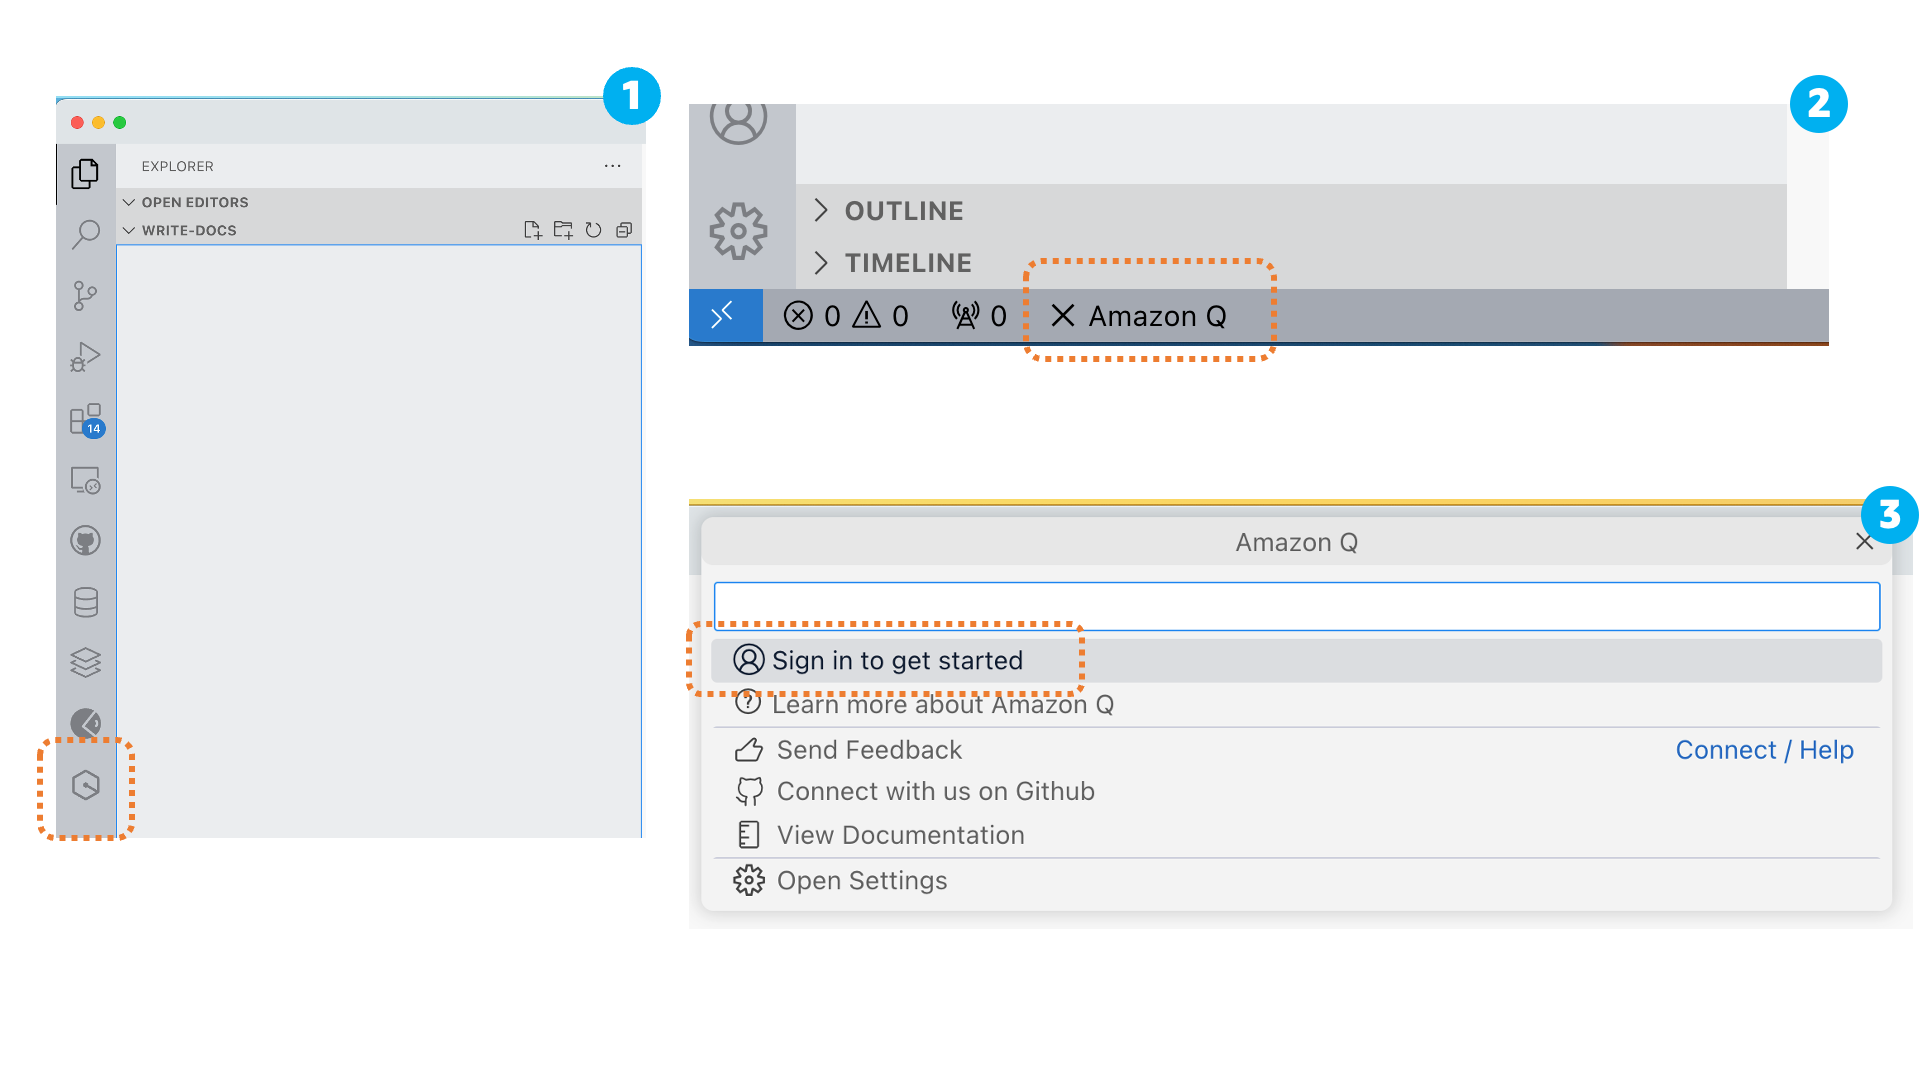 1
EXPLORER
OPEN EDITORS
WRITE-DOCS
14
2
OUTLINE
TIMELINE
0 0 0 Amazon Q
3
Amazon Q
Sign in to get started
Learn more about Amazon Q
Send Feedback Connect / Help
Connect with us on Github
View Documentation
Open Settings